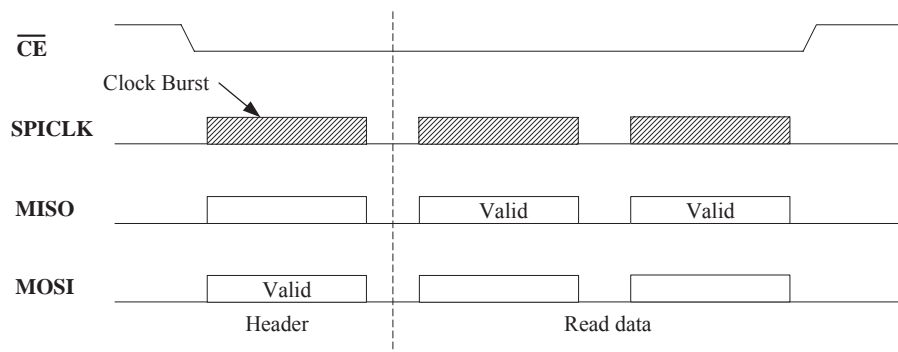 CE
Clock Burst
SPICLK
MISO
Valid
Valid
MOSI
Valid
Header
Read data